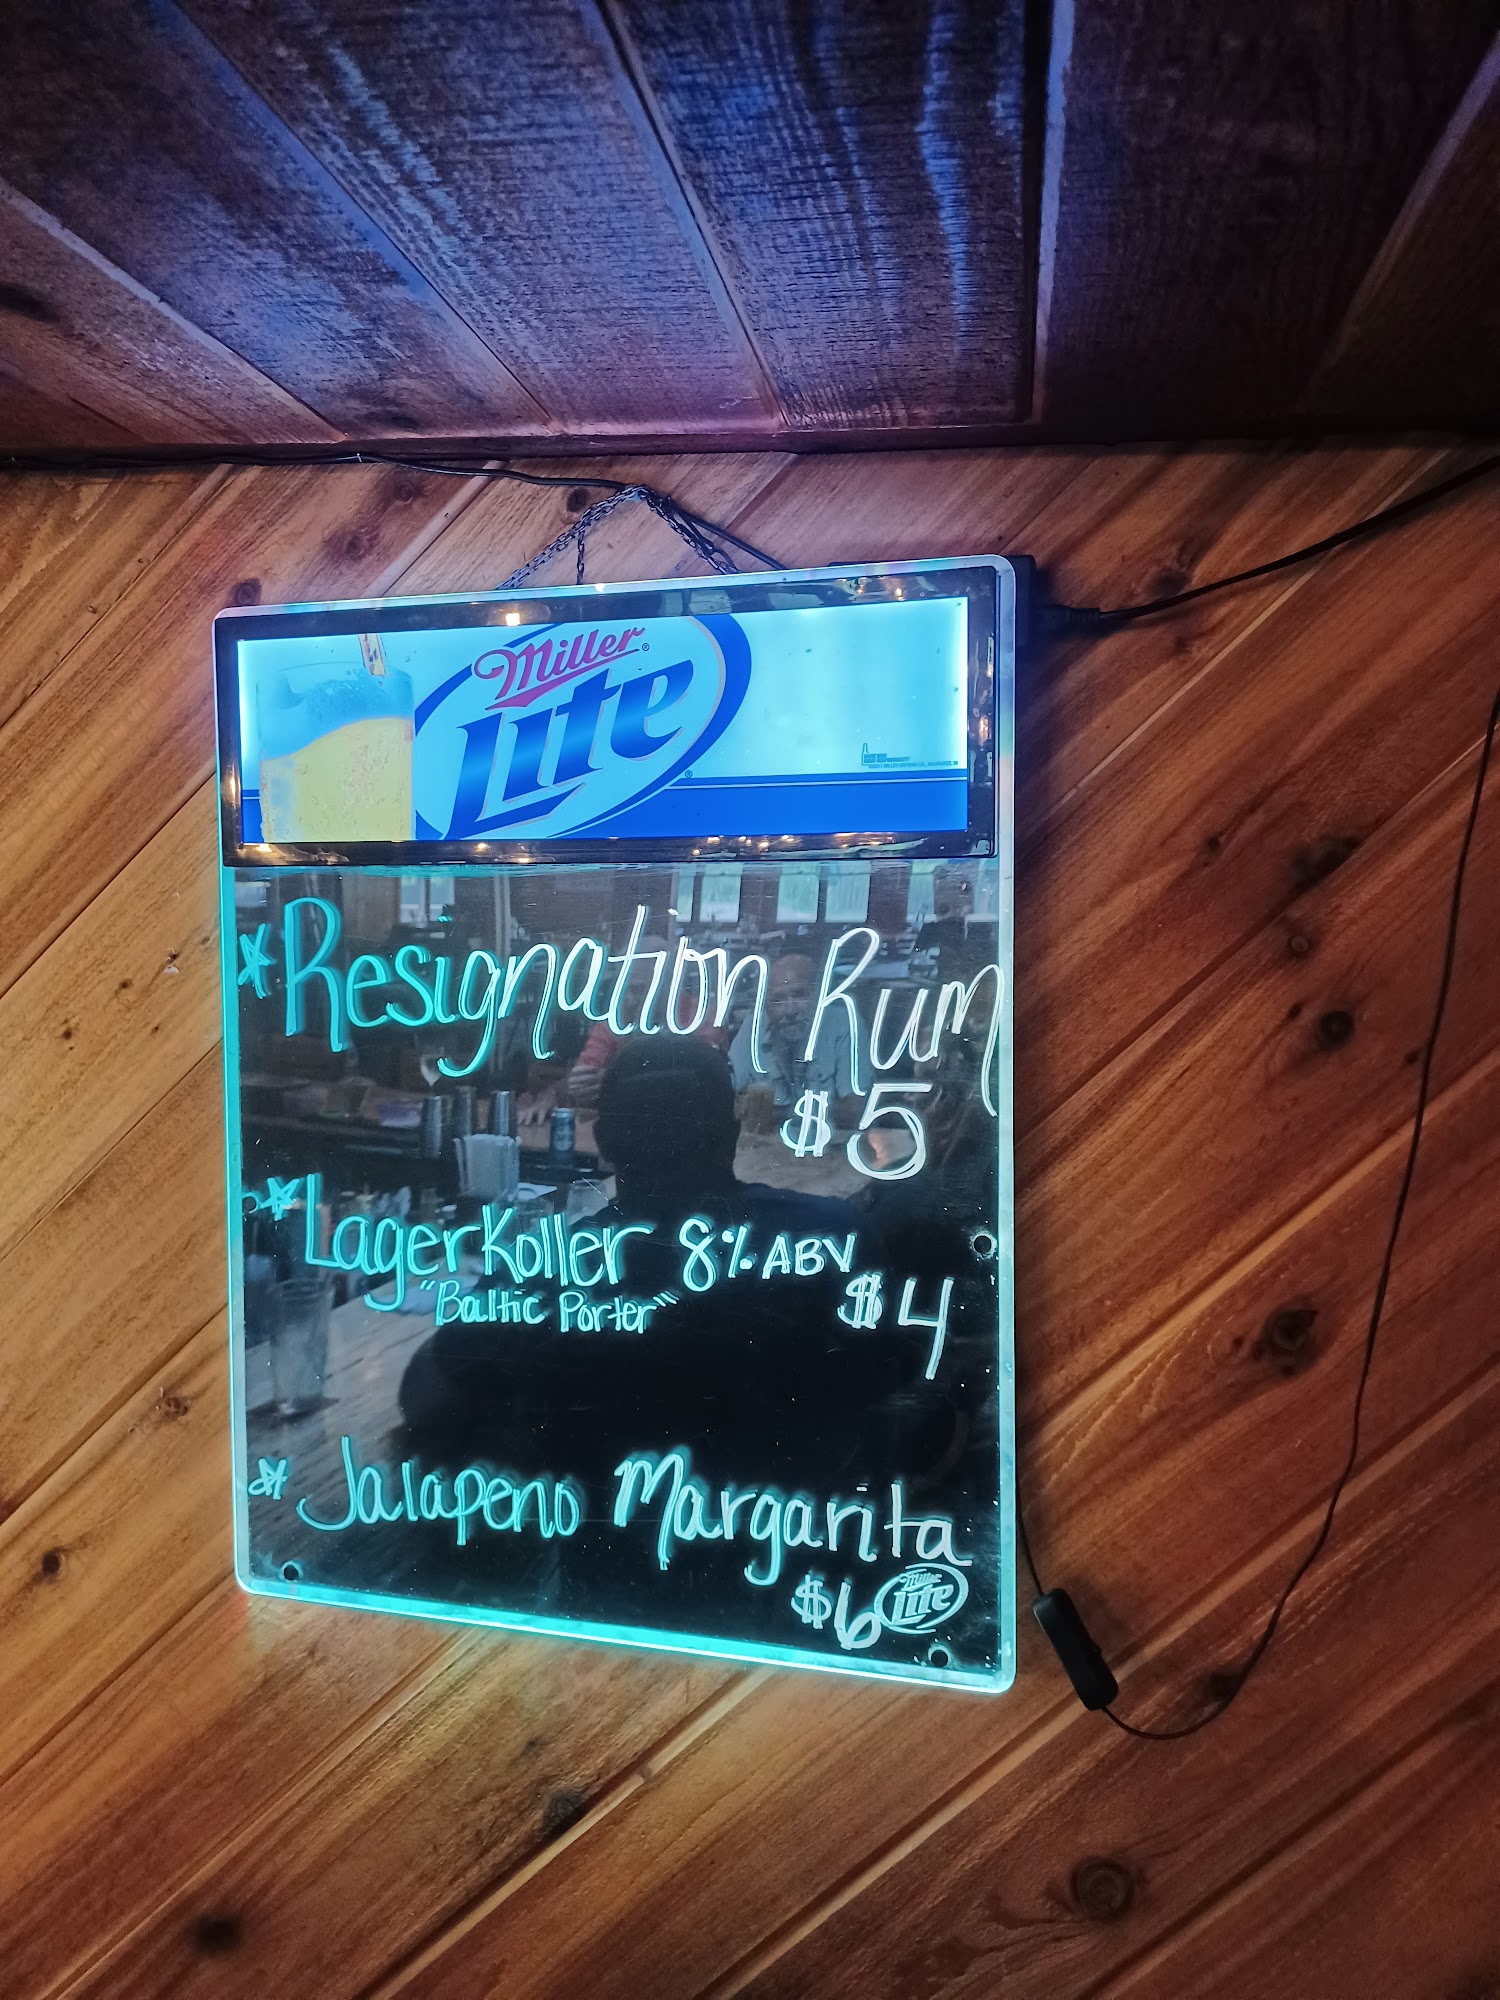 Miller
Lite
Resignation Rum
$5
LagerKoller 8% ABV
"Baltic Porter"
$4
Jalapeno Margarita
$6
Miller
Lite